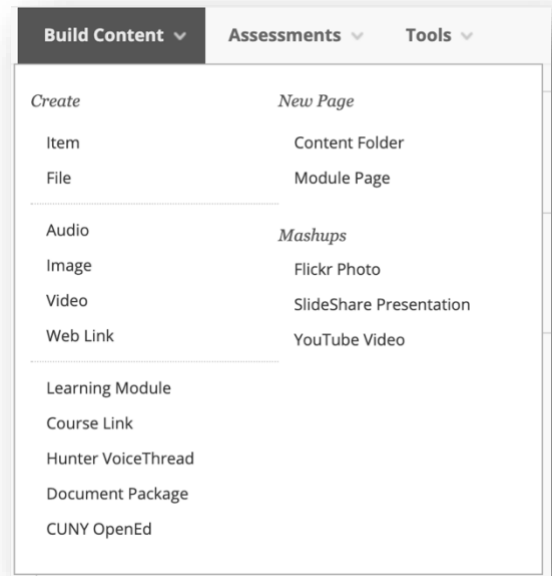 Build Content
Assessments
Tools
Create
Item
File
Audio
Image
Video
Web Link
Learning Module
Course Link
Hunter VoiceThread
Document Package
CUNY OpenEd
New Page
Content Folder
Module Page
Mashups
Flickr Photo
SlideShare Presentation
YouTube Video